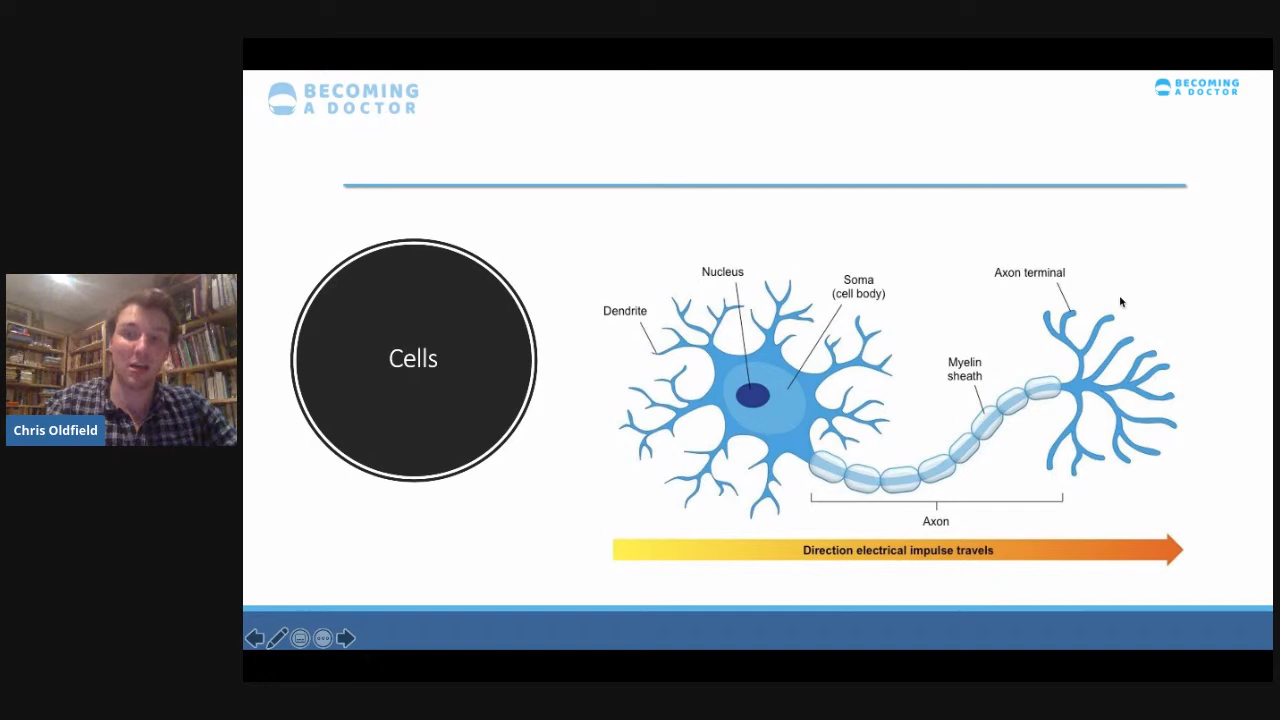 BECOMING
A DOCTOR
BECOMING
A DOCTOR
Cells
Nucleus
Soma
(cell body)
Dendrite
Axon terminal
Myelin
sheath
Axon
Direction electrical impulse travels
Chris Oldfield